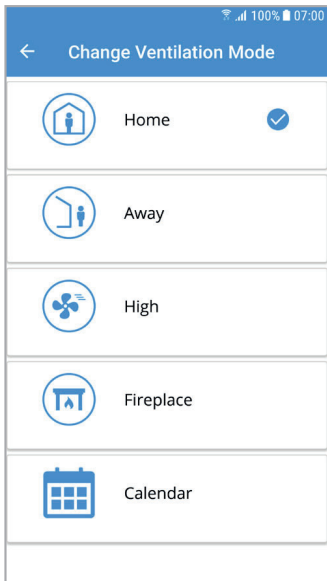 100% 07:00
Change Ventilation Mode
Home
Away
High
Fireplace
Calendar